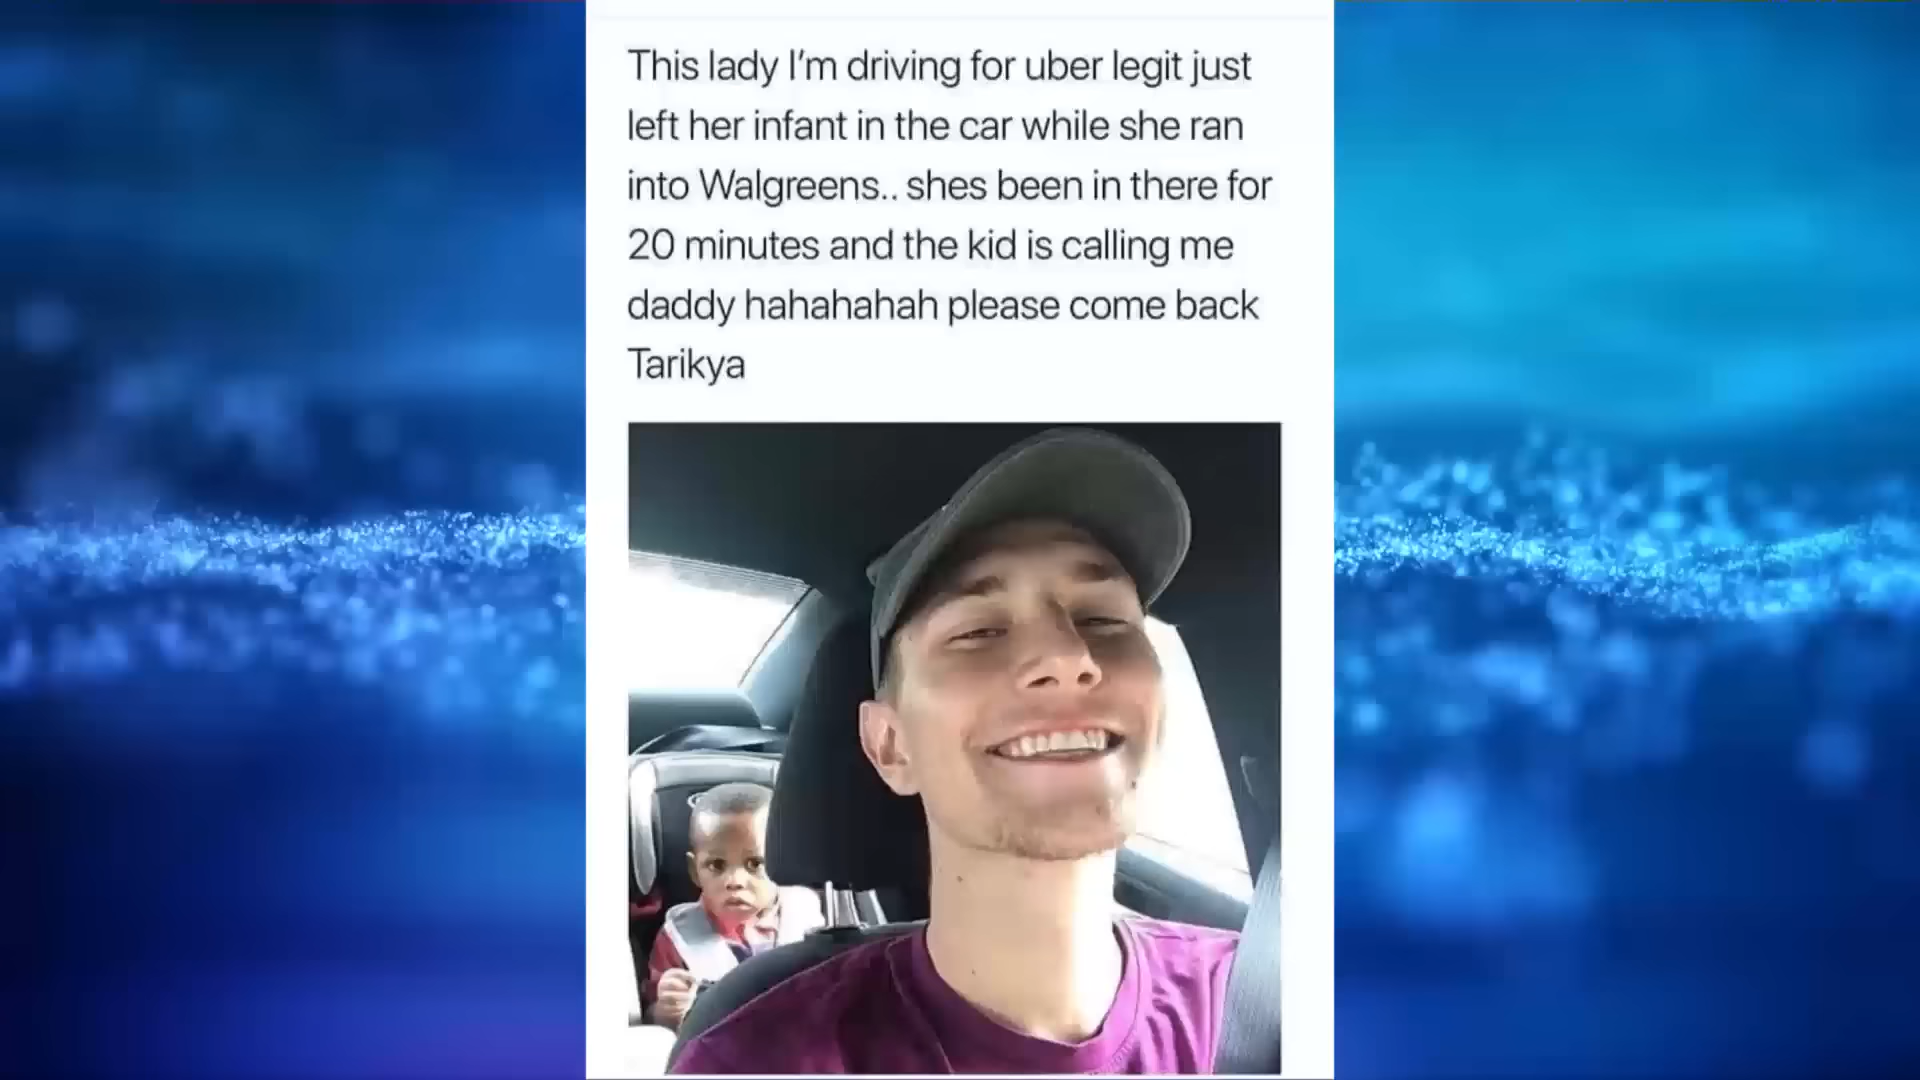 This lady I'm driving for uber legit just
left her infant in the car while she ran
into Walgreens.. shes been in there for
20 minutes and the kid is calling me
daddy hahahahah please come back
Tarikya